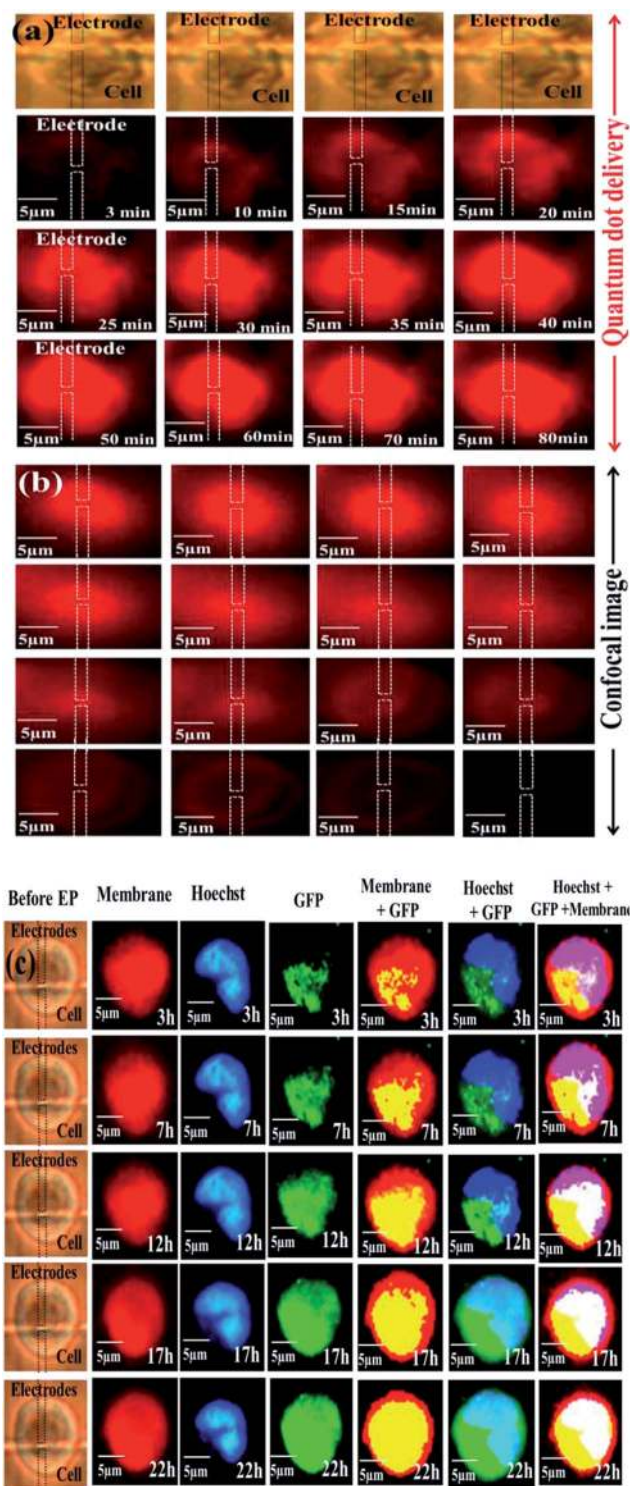 (a) Electrode Electrode Electrode Electrode
Cell Cell Cell Cell
Electrode
5μm 3 min 5μm 10 min 5μm 15min 5μm 20 min
Electrode
5μm 25 min 5μm 30 min 5μm 35 min 5μm 40 min
Electrode
5μm 50 min 5μm 60min 5μm 70 min 5μm 80min
Quantum dot delivery
(b)
5μm 5μm 5μm 5μm
5μm 5μm 5μm 5μm
5μm 5μm 5μm 5μm
5μm 5μm 5μm 5μm
Confocal image
Before EP Membrane Hoechst GFP Membrane + GFP Hoechst + GFP Hoechst + GFP +Membrane
Electrodes
(c)
Cell 5μm 3h 5μm 3h 5μm 3h 5μm 3h 5μm 3h 5μm 3h
Electrodes
Cell 5μm 7h 5μm 7h 5μm 7h 5μm 7h 5μm 7h 5μm 7h
Electrodes
Cell 5μm 12h 5μm 12h 5μm 12h 5μm 12h 5μm 12h 5μm 12h
Electrodes
Cell 5μm 17h 5μm 17h 5μm 17h 5μm 17h 5μm 17h 5μm 17h
Electrodes
Cell 5μm 22h 5μm 22h 5μm 22h 5μm 22h 5μm 22h 5μm 22h